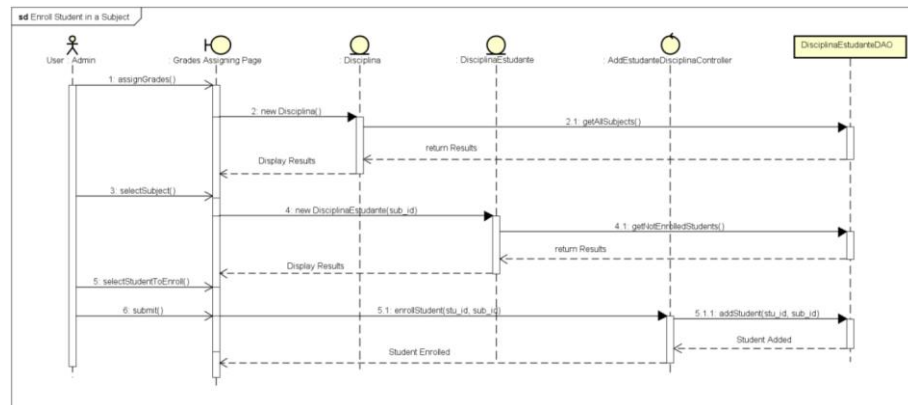 sd Enroll Student in a Subject
User : Admin
Grades Assigning Page
: Disciplina
: DisciplinaEstudante
: AddEstudanteDisciplinaController
DisciplinaEstudanteDAO
1: assignGrades()
2: new Disciplina()
2.1: getAllSubjects()
return Results
Display Results
3: selectSubject()
4: new DisciplinaEstudante(sub_id)
4.1: getNotEnrolledStudents()
return Results
Display Results
5: selectStudentToEnroll()
6: submit()
5.1: enrollStudent(stu_id, sub_id)
5.1.1: addStudent(stu_id, sub_id)
Student Added
Student Enrolled